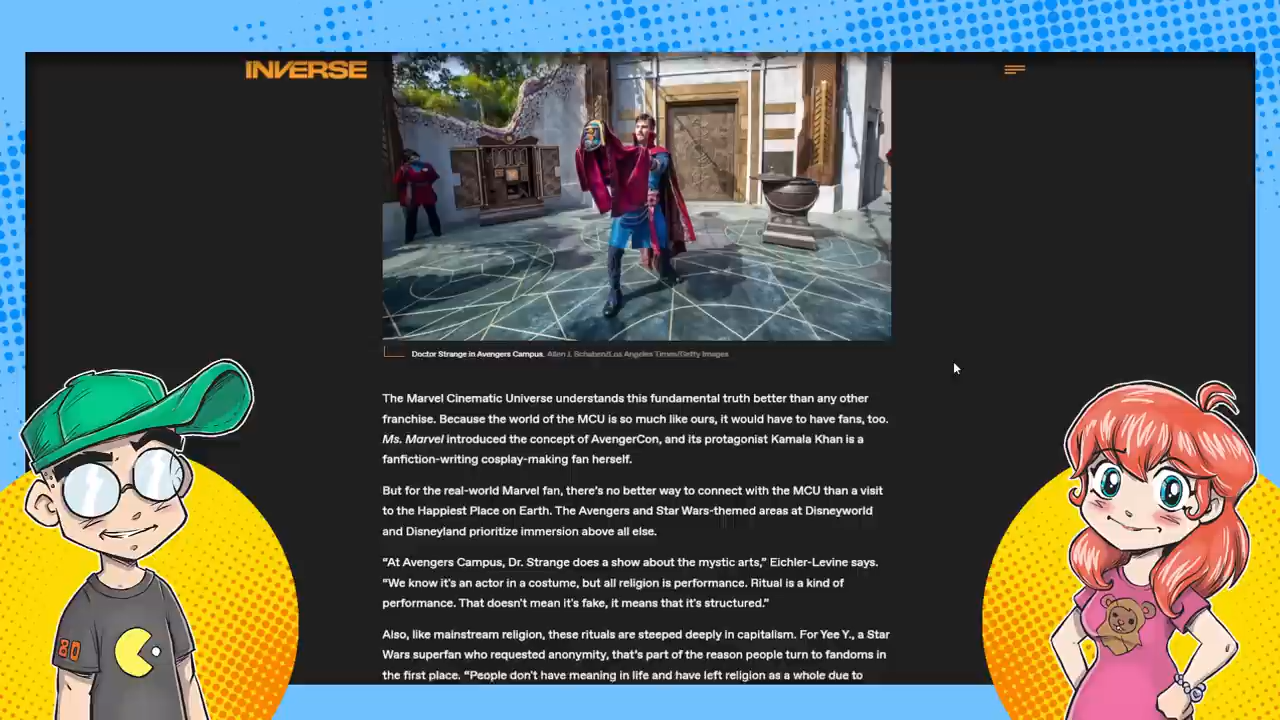 INVERSE
Doctor Strange in Avengers Campus. Allen J. Schaben/Los Angeles Times/Getty Images
The Marvel Cinematic Universe understands this fundamental truth better than any other
franchise. Because the world of the MCU is so much like ours, it would have to have fans, too.
Ms. Marvel introduced the concept of AvengerCon, and its protagonist Kamala Khan is a
fanfiction-writing cosplay-making fan herself.
But for the real-world Marvel fan, there's no better way to connect with the MCU than a visit
to the Happiest Place on Earth. The Avengers and Star Wars-themed areas at Disneyworld
and Disneyland prioritize immersion above all else.
“At Avengers Campus, Dr. Strange does a show about the mystic arts,” Eichler-Levine says.
“We know it's an actor in a costume, but all religion is performance. Ritual is a kind of
performance. That doesn't mean it's fake, it means that it's structured.”
Also, like mainstream religion, these rituals are steeped deeply in capitalism. For Yee Y., a Star
Wars superfan who requested anonymity, that's part of the reason people turn to fandoms in
the first place. “People don't have meaning in life and have left religion as a whole due to
80